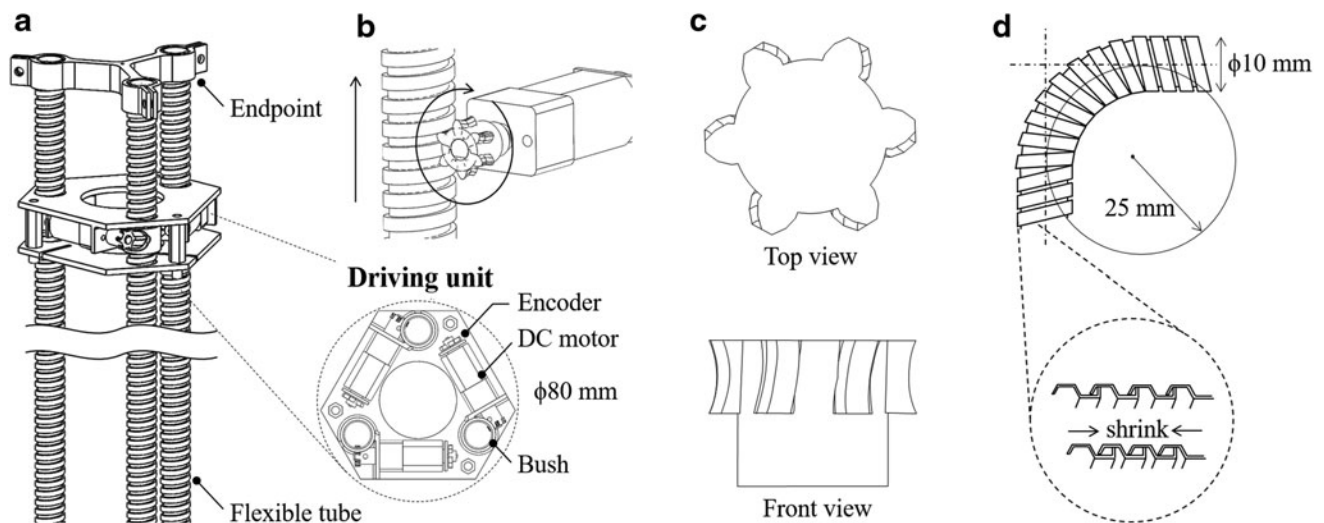 a
Endpoint
Flexible tube
b
Driving unit
Encoder
DC motor
ϕ80 mm
Bush
c
Top view
Front view
d
ϕ10 mm
25 mm
shrink